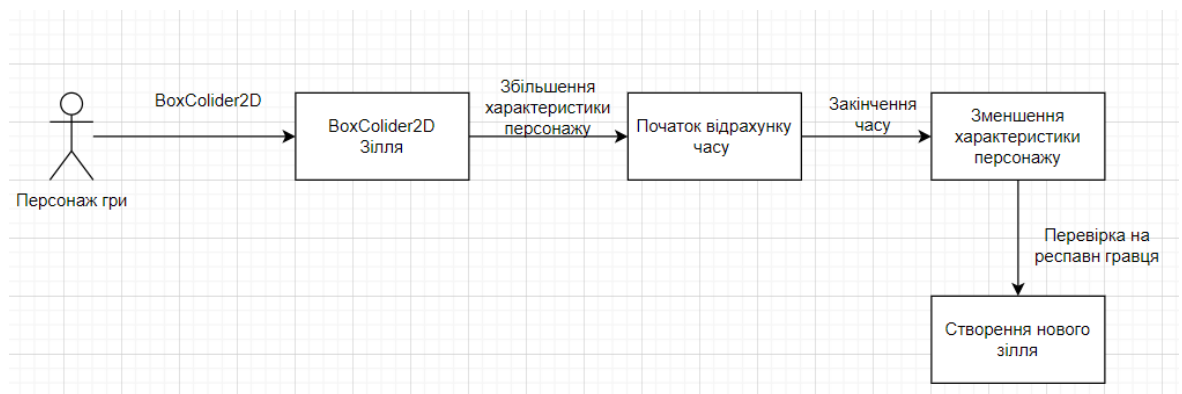 BoxColider2D
BoxColider2D
Зілля
Збільшення
характеристики
персонажу
Початок відрахунку
часу
Закінчення
часу
Зменшення
характеристики
персонажу
Персонаж гри
Перевірка на
респавн гравця
Створення нового
зілля